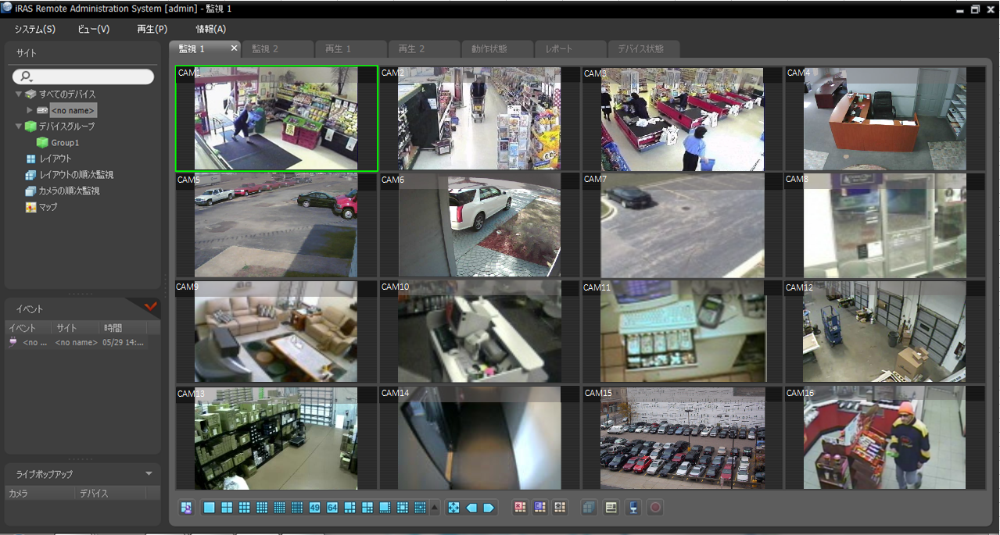 iRAS Remote Administration System [admin] - 監視 1
システム(S) ビュー(V) 再生(P) 情報(A)
サイト
すべてのデバイス
<no name>
デバイスグループ
Group1
レイアウト
レイアウトの順次監視
カメラの順次監視
マップ
イベント
イベント サイト 時間
<no ... <no name> 05/29 14:...
ライブポップアップ
カメラ デバイス
監視 1 監視 2 再生 1 再生 2 動作状態 レポート デバイス状態
CAM1 CAM2 CAM3 CAM4
CAM5 CAM6 CAM7 CAM8
CAM9 CAM10 CAM11 CAM12
CAM13 CAM14 CAM15 CAM16
49 64